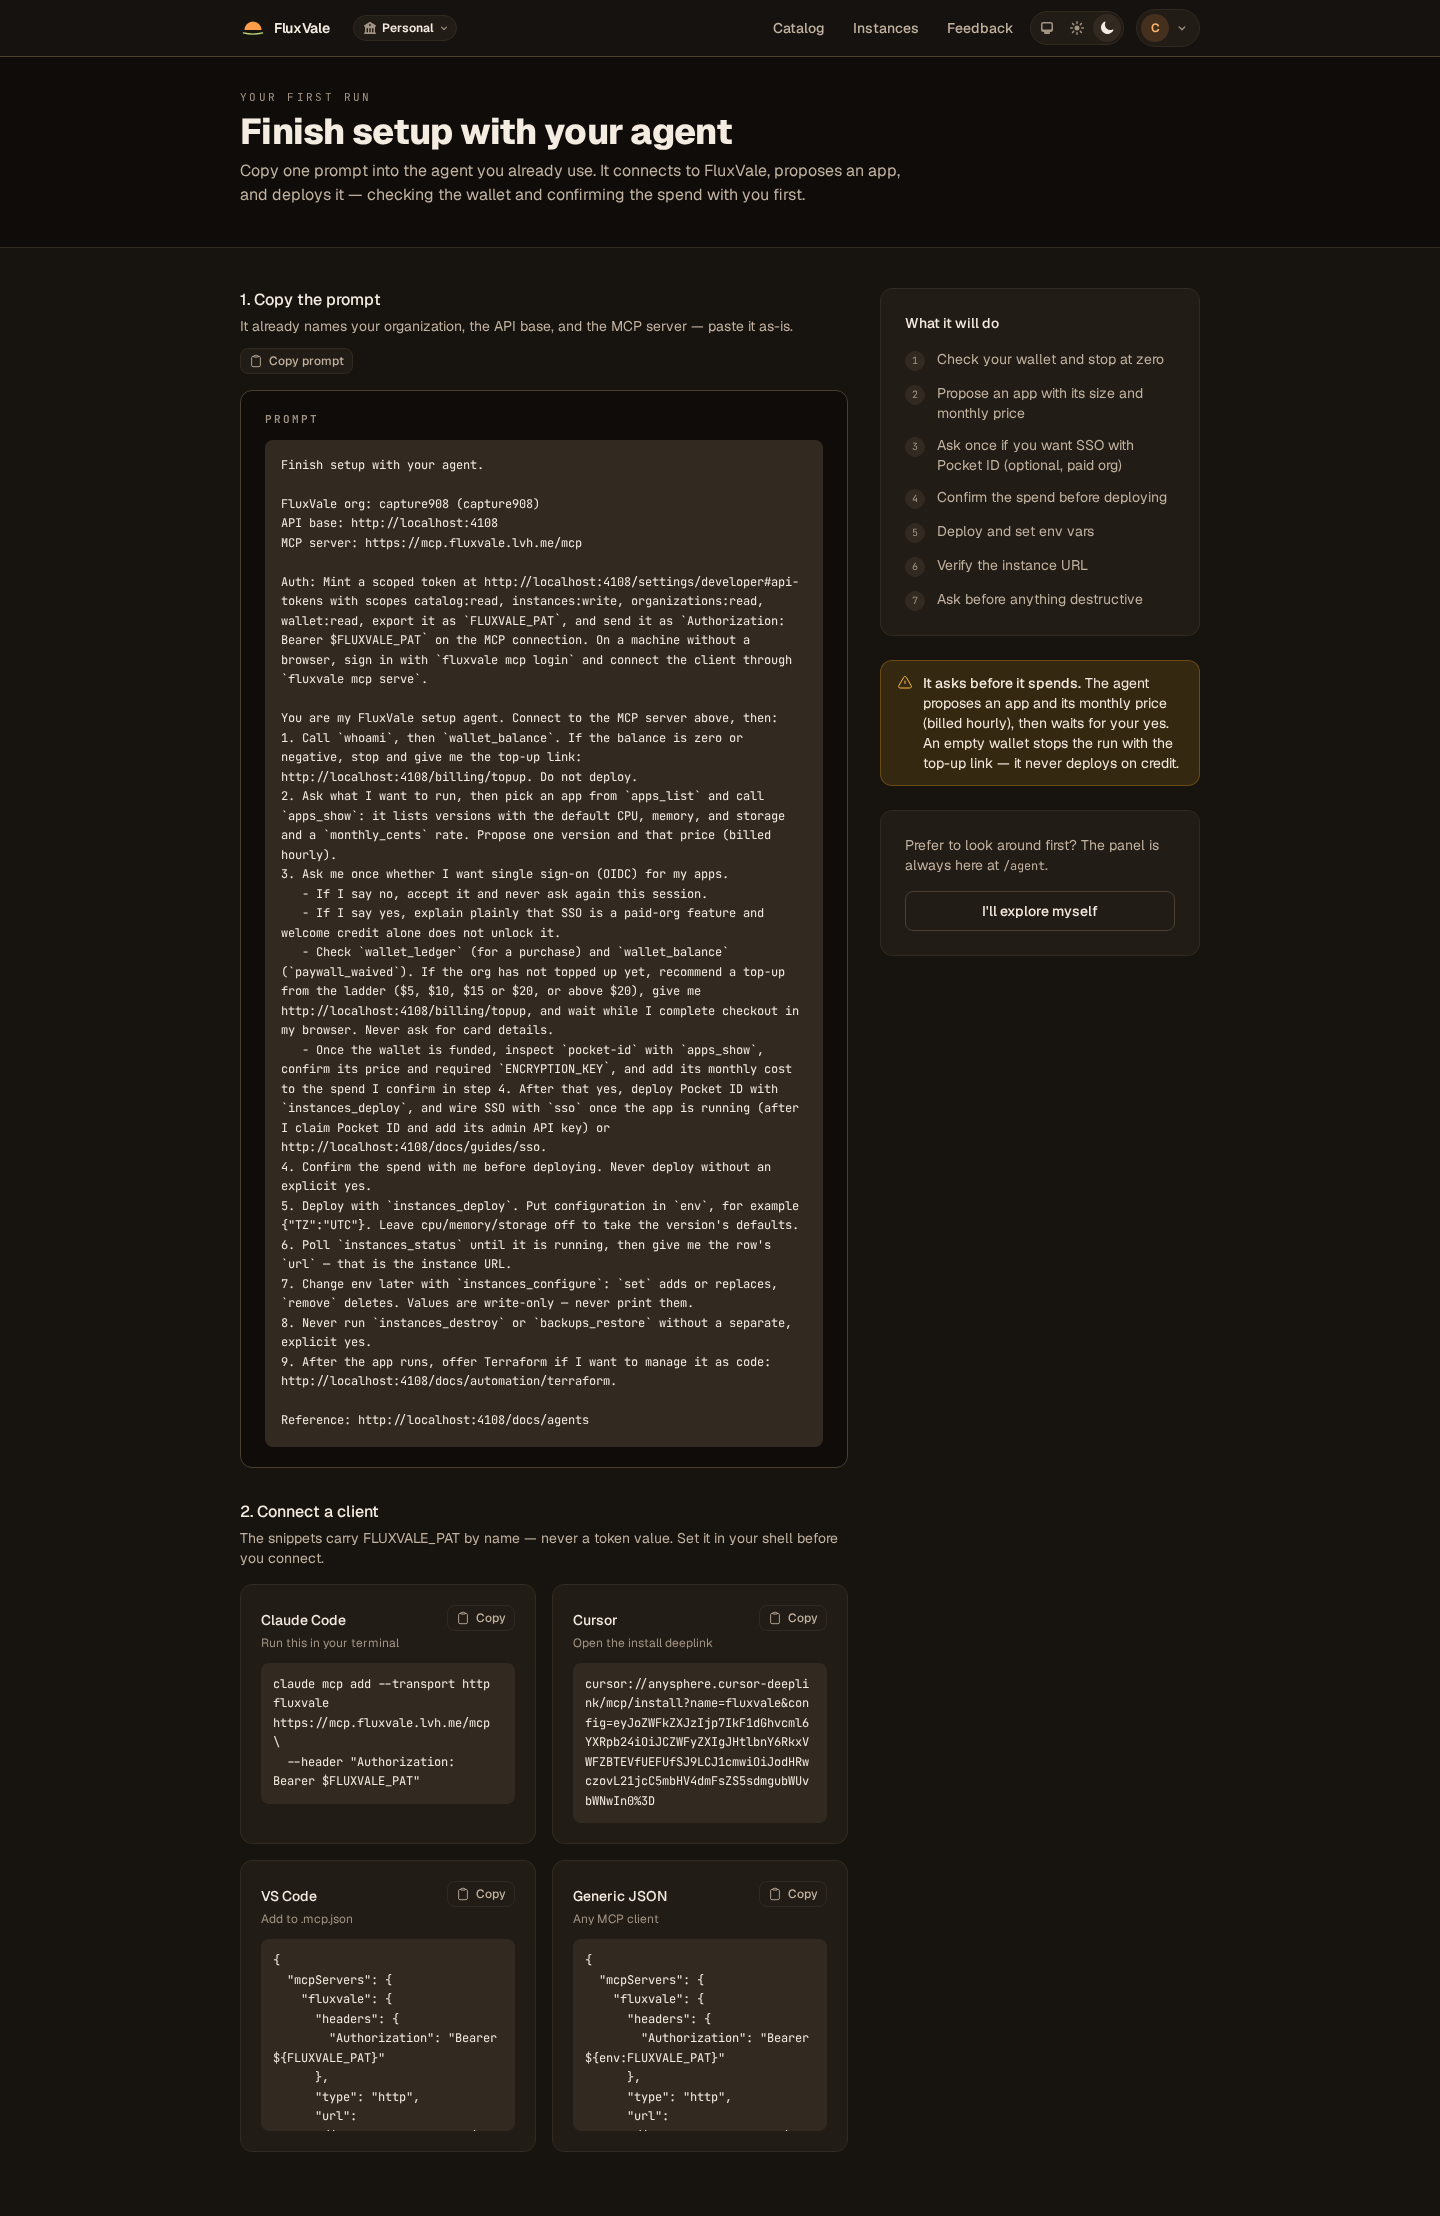 FluxVale
Personal
Catalog
Instances
Feedback
C
YOUR FIRST RUN
Finish setup with your agent
Copy one prompt into the agent you already use. It connects to FluxVale, proposes an app,
and deploys it — checking the wallet and confirming the spend with you first.
1. Copy the prompt
It already names your organization, the API base, and the MCP server — paste it as-is.
Copy prompt
PROMPT
Finish setup with your agent.
FluxVale org: capture908 (capture908)
API base: http://localhost:4108
MCP server: https://mcp.fluxvale.lvh.me/mcp
Auth: Mint a scoped token at http://localhost:4108/settings/developer#api-
tokens with scopes catalog:read, instances:write, organizations:read,
wallet:read, export it as `FLUXVALE_PAT`, and send it as `Authorization:
Bearer $FLUXVALE_PAT` on the MCP connection. On a machine without a
browser, sign in with `fluxvale mcp login` and connect the client through
`fluxvale mcp serve`.
You are my FluxVale setup agent. Connect to the MCP server above, then:
1. Call `whoami`, then `wallet_balance`. If the balance is zero or
negative, stop and give me the top-up link:
http://localhost:4108/billing/topup. Do not deploy.
2. Ask what I want to run, then pick an app from `apps_list` and call
`apps_show`: it lists versions with the default CPU, memory, and storage
and a `monthly_cents` rate. Propose one version and that price (billed
hourly).
3. Ask me once whether I want single sign-on (OIDC) for my apps.
- If I say no, accept it and never ask again this session.
- If I say yes, explain plainly that SSO is a paid-org feature and
welcome credit alone does not unlock it.
- Check `wallet_ledger` (for a purchase) and `wallet_balance`
(`paywall_waived`). If the org has not topped up yet, recommend a top-up
from the ladder ($5, $10, $15 or $20, or above $20), give me
http://localhost:4108/billing/topup, and wait while I complete checkout in
my browser. Never ask for card details.
- Once the wallet is funded, inspect `pocket-id` with `apps_show`,
confirm its price and required `ENCRYPTION_KEY`, and add its monthly cost
to the spend I confirm in step 4. After that yes, deploy Pocket ID with
`instances_deploy`, and wire SSO with `sso` once the app is running (after
I claim Pocket ID and add its admin API key) or
http://localhost:4108/docs/guides/sso.
4. Confirm the spend with me before deploying. Never deploy without an
explicit yes.
5. Deploy with `instances_deploy`. Put configuration in `env`, for example
{"TZ":"UTC"}. Leave cpu/memory/storage off to take the version's defaults.
6. Poll `instances_status` until it is running, then give me the row's
`url` — that is the instance URL.
7. Change env later with `instances_configure`: `set` adds or replaces,
`remove` deletes. Values are write-only — never print them.
8. Never run `instances_destroy` or `backups_restore` without a separate,
explicit yes.
9. After the app runs, offer Terraform if I want to manage it as code:
http://localhost:4108/docs/automation/terraform.
Reference: http://localhost:4108/docs/agents
What it will do
1 Check your wallet and stop at zero
2 Propose an app with its size and
monthly price
3 Ask once if you want SSO with
Pocket ID (optional, paid org)
4 Confirm the spend before deploying
5 Deploy and set env vars
6 Verify the instance URL
7 Ask before anything destructive
It asks before it spends. The agent
proposes an app and its monthly price
(billed hourly), then waits for your yes.
An empty wallet stops the run with the
top-up link — it never deploys on credit.
Prefer to look around first? The panel is
always here at /agent.
I'll explore myself
2. Connect a client
The snippets carry FLUXVALE_PAT by name — never a token value. Set it in your shell before
you connect.
Claude Code
Copy
Run this in your terminal
claude mcp add --transport http
fluxvale
https://mcp.fluxvale.lvh.me/mcp
\
--header "Authorization:
Bearer $FLUXVALE_PAT"
Cursor
Copy
Open the install deeplink
cursor://anysphere.cursor-deepli
nk/mcp/install?name=fluxvale&con
fig=eyJoZWFkZXJzIjp7IkF1dGhvcml6
YXRpb24iOiJCZWFyZXIgJHtlbnY6RkxV
WFZBTEVfUEFUfSJ9LCJ1cmwiOiJodHRw
czovL21jcC5mbHV4dmFsZS5sdmgubWUv
bWNwIn0%3D
VS Code
Copy
Add to .mcp.json
{
"mcpServers": {
"fluxvale": {
"headers": {
"Authorization": "Bearer
${FLUXVALE_PAT}"
},
"type": "http",
"url":
Generic JSON
Copy
Any MCP client
{
"mcpServers": {
"fluxvale": {
"headers": {
"Authorization": "Bearer
${env:FLUXVALE_PAT}"
},
"type": "http",
"url":